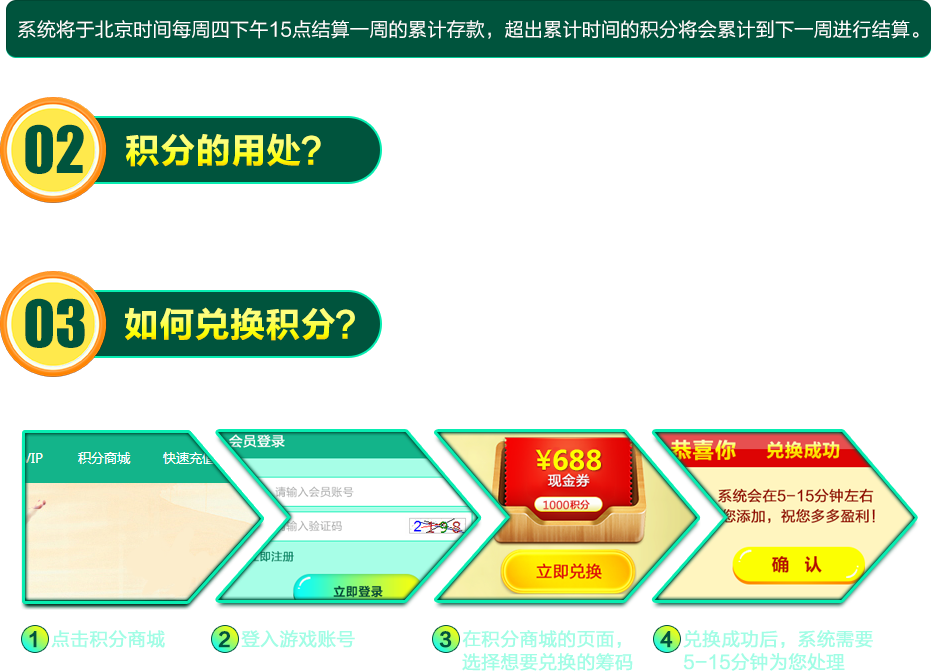 系统将于北京时间每周四下午15点结算一周的累计存款，超出累计时间的积分将会累计到下一周进行结算。
02 积分的用处?
03 如何兑换积分?
/IP 积分商城 快速充值
会员登录
请输入会员账号
输入验证码 2198
立即注册
立即登录
¥688
现金券
1000积分
立即兑换
恭喜你 兑换成功
系统会在5-15分钟左右
您添加，祝您多多盈利！
确 认
1 点击积分商城
2 登入游戏账号
3 在积分商城的页面，
选择想要兑换的筹码
4 兑换成功后，系统需要
5-15分钟为您处理